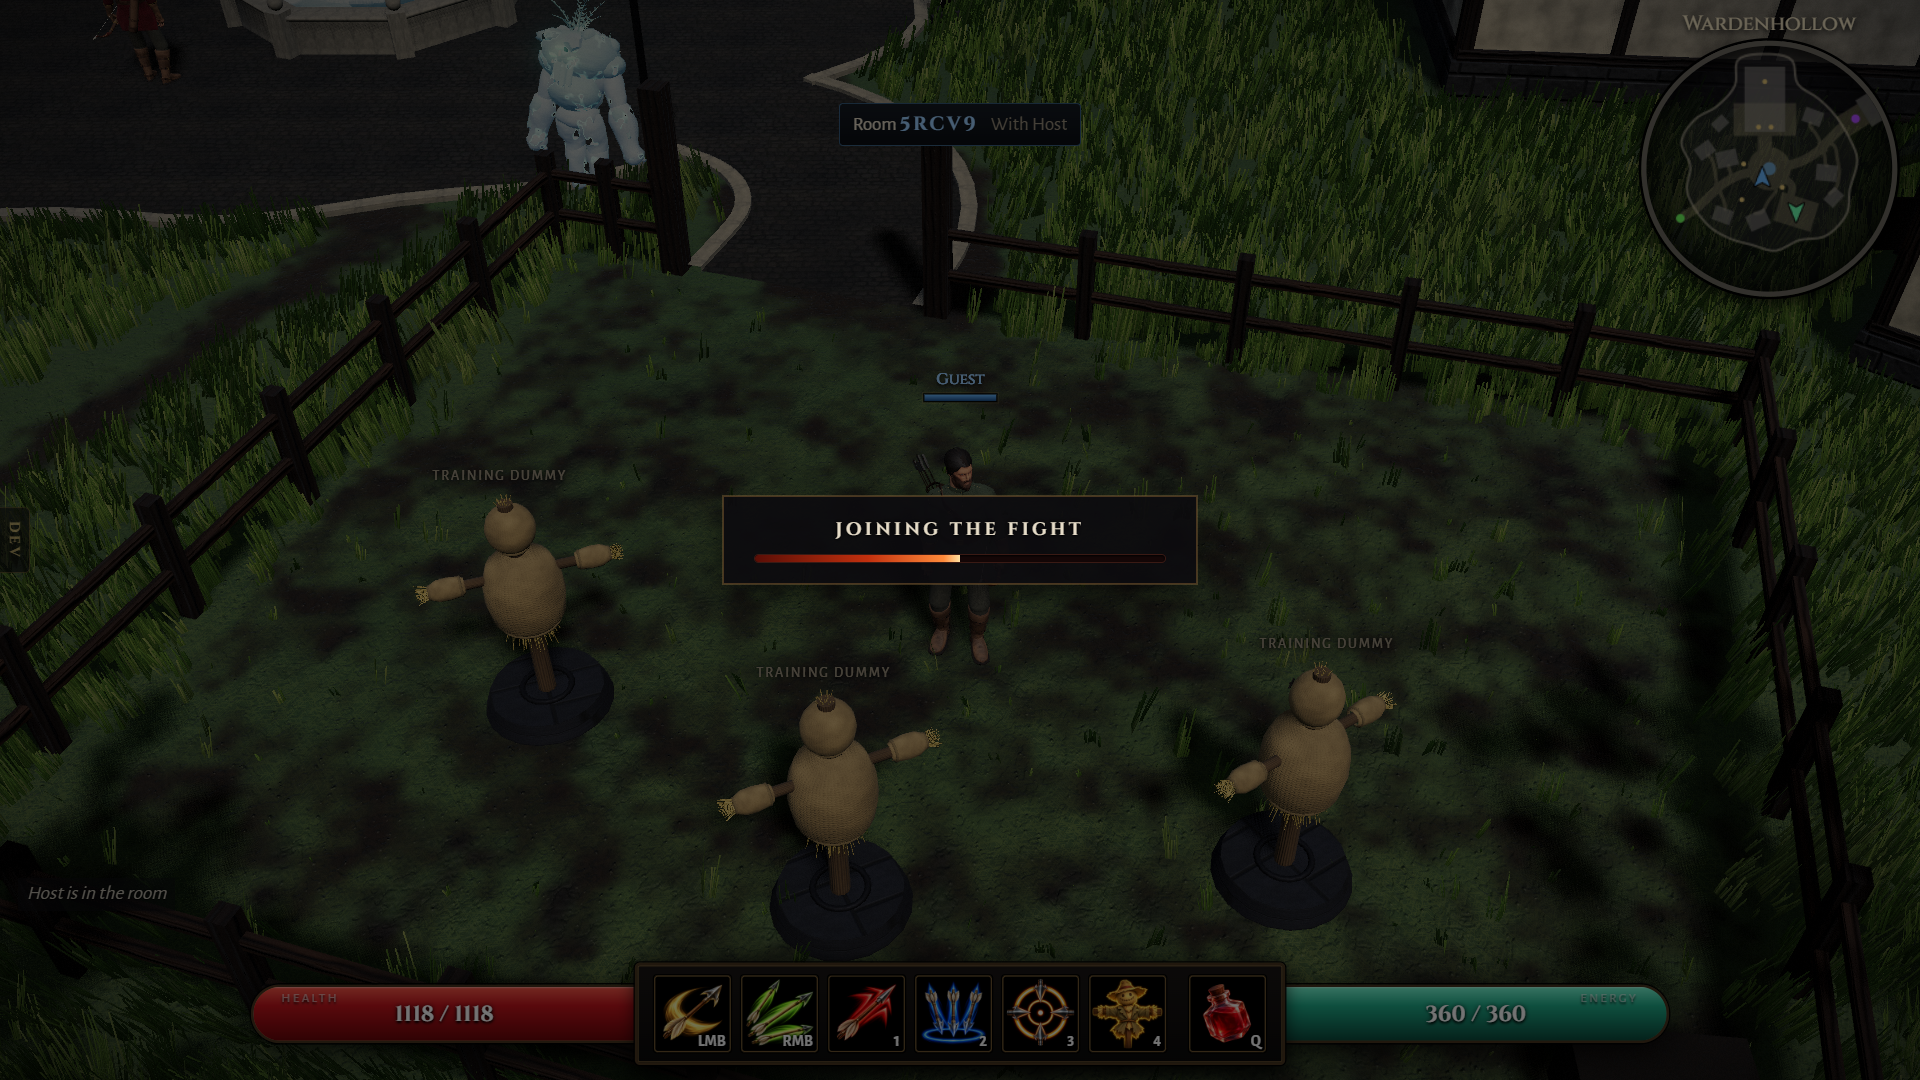 WARDENHOLLOW
Room 5RCV9 With Host
GUEST
TRAINING DUMMY
JOINING THE FIGHT
DEV
TRAINING DUMMY
TRAINING DUMMY
Host is in the room
HEALTH
1118 / 1118
LMB
RMB
1
2
3
4
Q
ENERGY
360 / 360